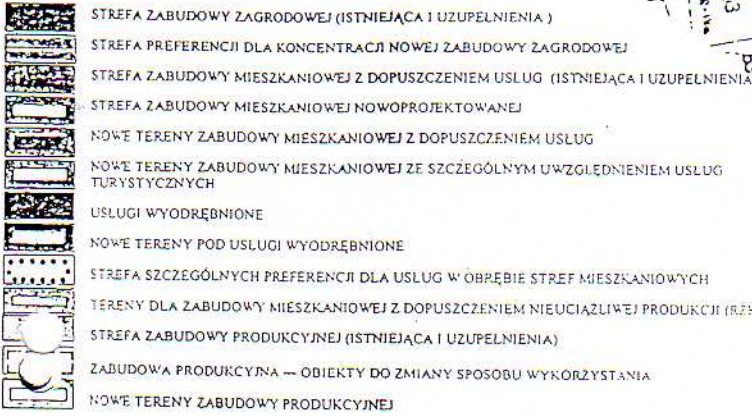 STREFA ZABUDOWY ZAGRODOWEJ (ISTNIEJĄCA I UZUPEŁNIENIA )
STREFA PREFERENCJI DLA KONCENTRACJI NOWEJ ZABUDOWY ZAGRODOWEJ
STREFA ZABUDOWY MIESZKANIOWEJ Z DOPUSZCZENIEM USŁUG (ISTNIEJĄCA I UZUPEŁNIENIA
STREFA ZABUDOWY MIESZKANIOWEJ NOWOPROJEKTOWANEJ
NOWE TERENY ZABUDOWY MIESZKANIOWEJ Z DOPUSZCZENIEM USŁUG
NOWE TERENY ZABUDOWY MIESZKANIOWEJ ZE SZCZEGÓLNYM UWZGLĘDNIENIEM USŁUG
TURYSTYCZNYCH
USŁUGI WYODRĘBNIONE
NOWE TERENY POD USŁUGI WYODRĘBNIONE
STREFA SZCZEGÓLNYCH PREFERENCJI DLA USŁUG W OBRĘBIE STREF MIESZKANIOWYCH
TERENY DLA ZABUDOWY MIESZKANIOWEJ Z DOPUSZCZENIEM NIEUCIĄŻLIWEJ PRODUKCJI
STREFA ZABUDOWY PRODUKCYJNEJ (ISTNIEJĄCA I UZUPEŁNIENIA)
ZABUDOWA PRODUKCYJNA — OBIEKTY DO ZMIANY SPOSOBU WYKORZYSTANIA
NOWE TERENY ZABUDOWY PRODUKCYJNEJ